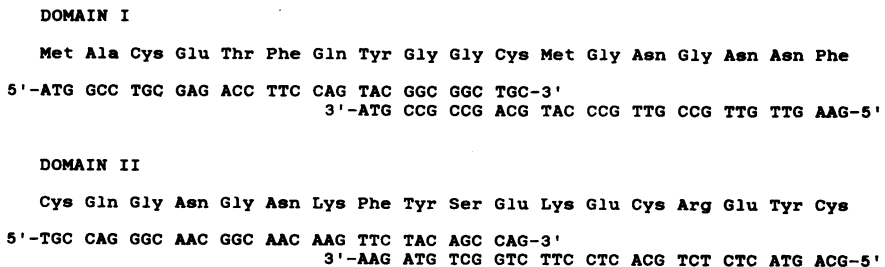 DOMAIN I
Met Ala Cys Glu Thr Phe Gln Tyr Gly Gly Cys Met Gly Asn Gly Asn Asn Phe
5'-ATG GCC TGC GAG ACC TTC CAG TAC GGC GGC TGC-3'
3'-ATG CCG CCG ACG TAC CCG TTG CCG TTG TTG AAG-5'
DOMAIN II
Cys Gln Gly Asn Gly Asn Lys Phe Tyr Ser Glu Lys Glu Cys Arg Glu Tyr Cys
5'-TGC CAG GGC AAC GGC AAC AAG TTC TAC AGC CAG-3'
3'-AAG ATG TCG GTC TTC CTC ACG TCT CTC ATG ACG-5'